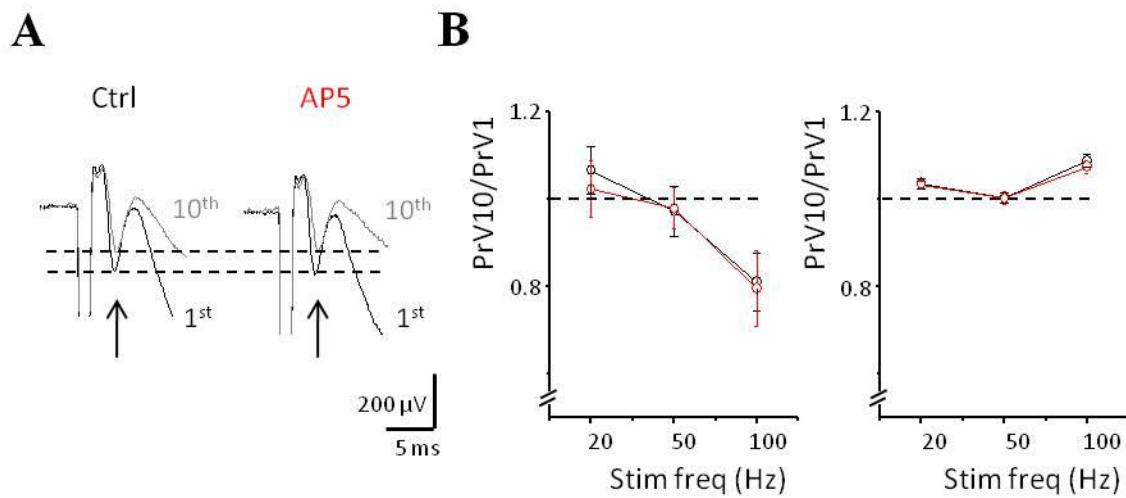 A
B
Ctrl
AP5
10th
10th
1st
1st
200 µV
5 ms
PrV10/PrV1
1.2
0.8
20
50
100
Stim freq (Hz)
PrV10/PrV1
1.2
0.8
20
50
100
Stim freq (Hz)